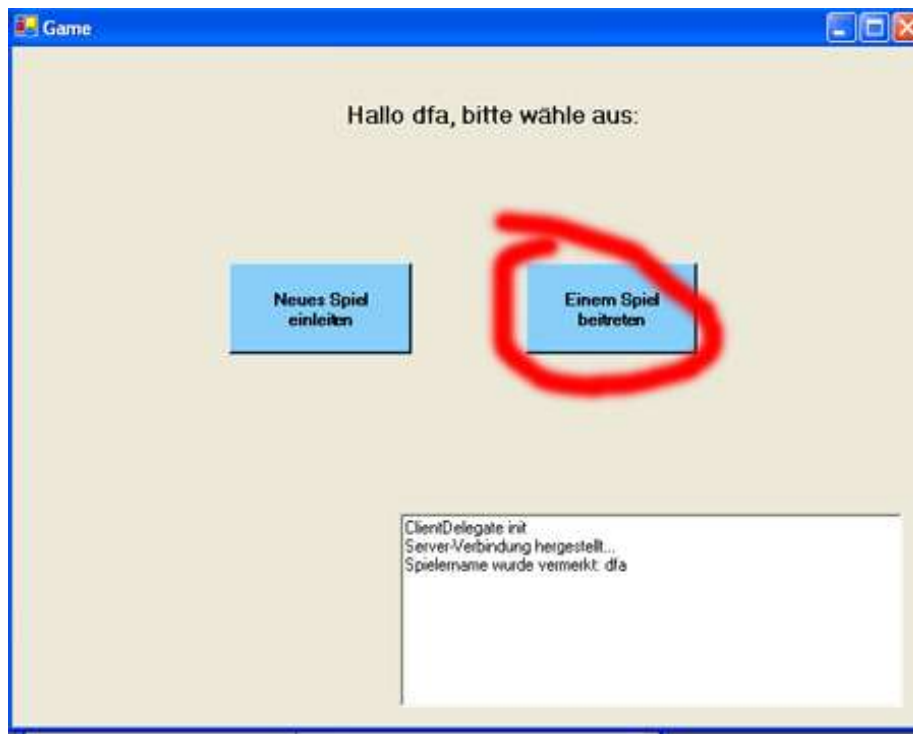 Game
Hallo dfa, bitte wähle aus:
Neues Spiel
einleiten
Einem Spiel
beitreten
ClientDelegate init
Server-Verbindung hergestellt...
Spielername wurde vermerkt: dfa